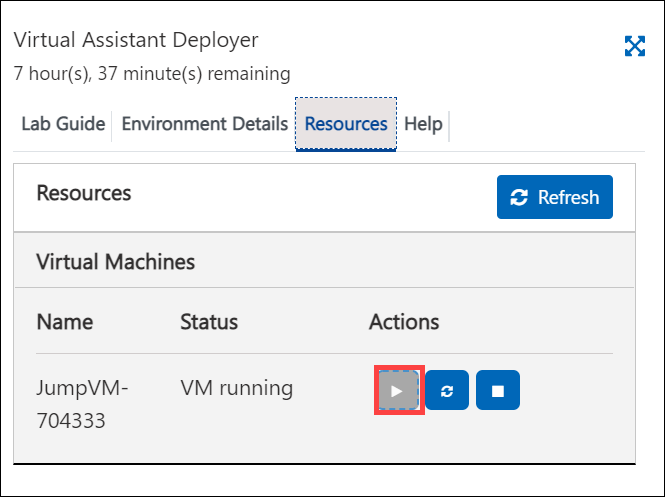 Virtual Assistant Deployer
7 hour(s), 37 minute(s) remaining
Lab Guide Environment Details Resources Help
Resources Refresh
Virtual Machines
Name Status Actions
JumpVM- VM running
704333